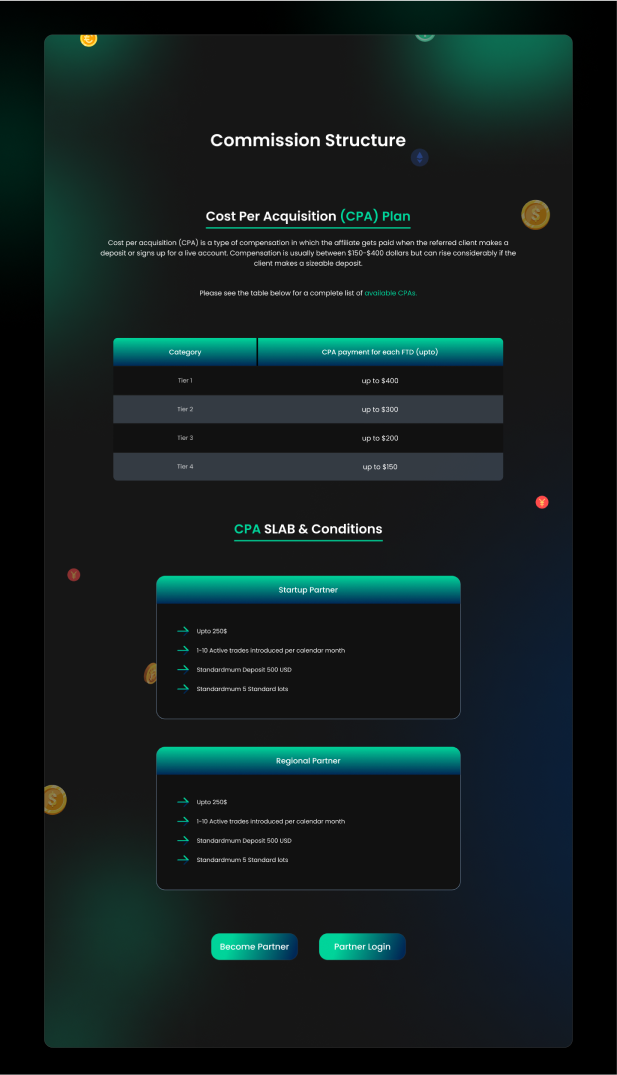 Commission Structure
Cost Per Acquisition (CPA) Plan
Cost per acquisition (CPA) is a type of compensation in which the affiliate gets paid when the referred client makes a
deposit or signs up for a live account. Compensation is usually between $150-$400 dollars but can rise considerably if the
client makes a sizeable deposit.
Please see the table below for a complete list of available CPAs.
Category CPA payment for each FTD (upto)
Tier 1 up to $400
Tier 2 up to $300
Tier 3 up to $200
Tier 4 up to $150
CPA SLAB & Conditions
Startup Partner
Upto 250$
1-10 Active trades introduced per calendar month
Standardmum Deposit 500 USD
Standardmum 5 Standard lots
Regional Partner
Upto 250$
1-10 Active trades introduced per calendar month
Standardmum Deposit 500 USD
Standardmum 5 Standard lots
Become Partner Partner Login